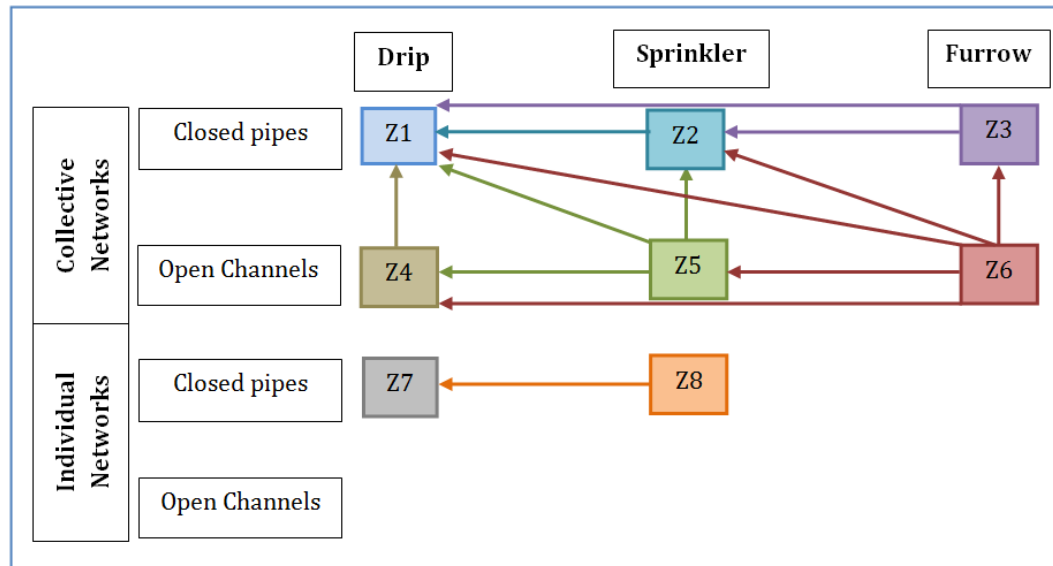 Drip
Sprinkler
Furrow
Collective
Networks
Closed pipes
Z1
Z2
Z3
Open Channels
Z4
Z5
Z6
Individual
Networks
Closed pipes
Z7
Z8
Open Channels